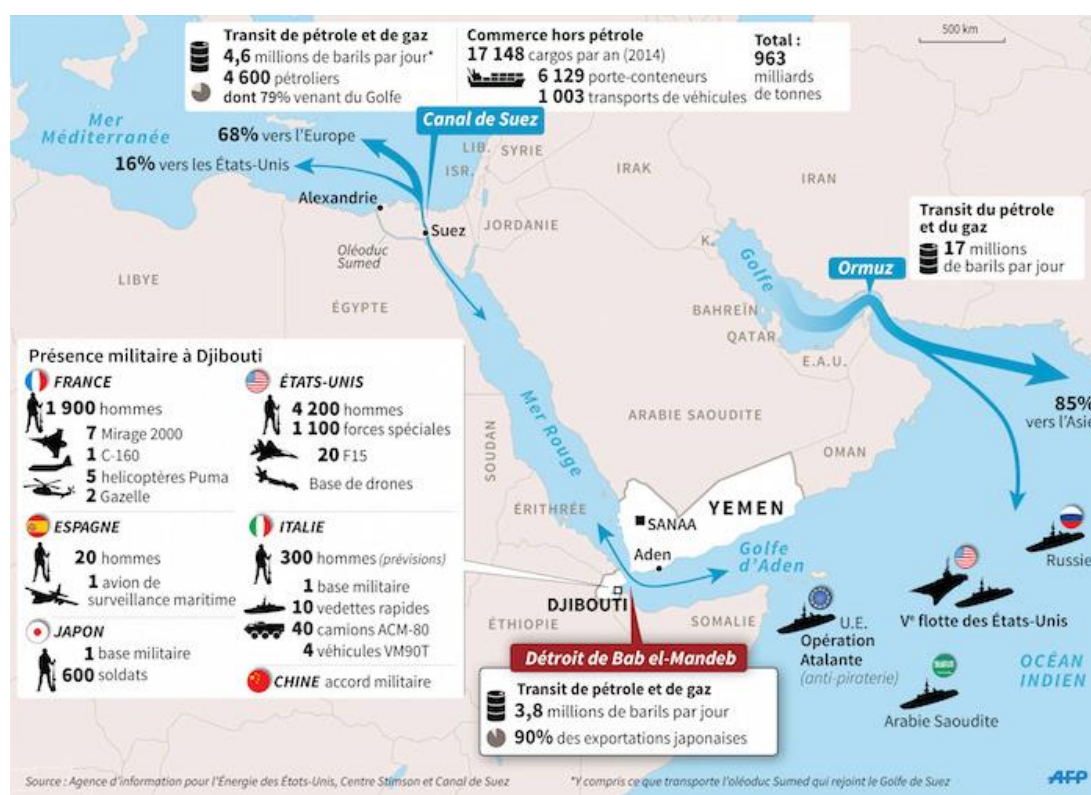 Transit de pétrole et de gaz
4,6 millions de barils par jour*
4 600 pétroliers
dont 79% venant du Golfe
Commerce hors pétrole
17 148 cargos par an (2014)
6 129 porte-conteneurs
1 003 transports de véhicules
Total :
963
milliards
de tonnes
500 km
Mer
Méditerranée
68% vers l'Europe
16% vers les États-Unis
Canal de Suez
LIB.
SYRIE
ISR.
IRAK
IRAN
Alexandrie
Suez
JORDANIE
Oléoduc
Sumed
LIBYE
ÉGYPTE
K.
Golfe
Ormuz
BAHREÏN
QATAR
E.A.U.
Transit du pétrole
et du gaz
17 millions
de barils par jour
85%
vers l'Asie
Mer Rouge
ARABIE SAOUDITE
OMAN
SOUDAN
ÉRITHRÉE
YEMEN
SANAA
Aden
Golfe
d'Aden
DJIBOUTI
ÉTHIOPIE
SOMALIE
Présence militaire à Djibouti
FRANCE
1 900 hommes
7 Mirage 2000
1 C-160
5 helicoptères Puma
2 Gazelle
ÉTATS-UNIS
4 200 hommes
1 100 forces spéciales
20 F15
Base de drones
ESPAGNE
20 hommes
1 avion de
surveillance maritime
ITALIE
300 hommes (prévisions)
1 base militaire
10 vedettes rapides
40 camions ACM-80
4 véhicules VM90T
JAPON
1 base militaire
600 soldats
CHINE accord militaire
Détroit de Bab el-Mandeb
Transit de pétrole et de gaz
3,8 millions de barils par jour
90% des exportations japonaises
Russie
Ve flotte des États-Unis
U.E.
Opération
Atalante
(anti-piraterie)
Arabie Saoudite
OCÉAN
INDIEN
Source : Agence d'information pour l'Énergie des États-Unis, Centre Stimson et Canal de Suez
*Y compris ce que transporte l'oléoduc Sumed qui rejoint le Golfe de Suez
AFP